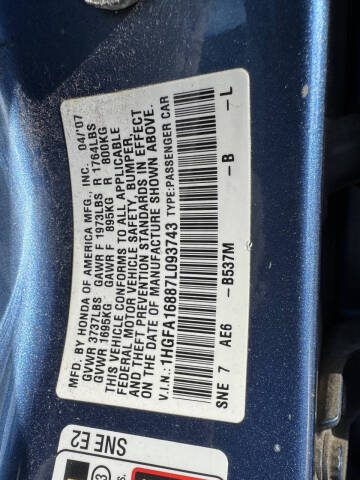 MFD. BY HONDA OF AMERICA MFG., INC. 04/'07
GVWR 3737LBS GAWR F 1973LBS R 1764LBS
GVWR 1695KG GAWR F 895KG R 800KG
THIS VEHICLE CONFORMS TO ALL APPLICABLE
FEDERAL MOTOR VEHICLE SAFETY, BUMPER,
AND THEFT PREVENTION STANDARDS IN EFFECT
ON THE DATE OF MANUFACTURE SHOWN ABOVE.
V.I.N.: 1HGFA16887L093743 TYPE:PASSENGER CAR
SNE 7 AE6 -B537M -B -L
SNE E2